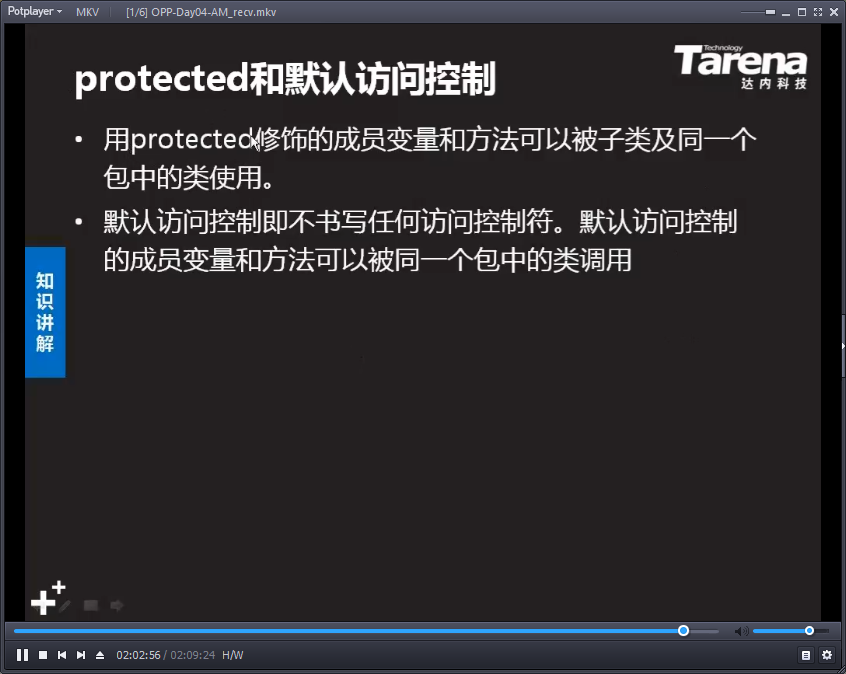 Potplayer MKV [1/6] OPP-Day04-AM_recv.mkv
Technology
Tarena
达内科技
protected和默认访问控制
• 用protected修饰的成员变量和方法可以被子类及同一个
包中的类使用。
• 默认访问控制即不书写任何访问控制符。默认访问控制
的成员变量和方法可以被同一个包中的类调用
知
识
讲
解
02:02:56 / 02:09:24 H/W